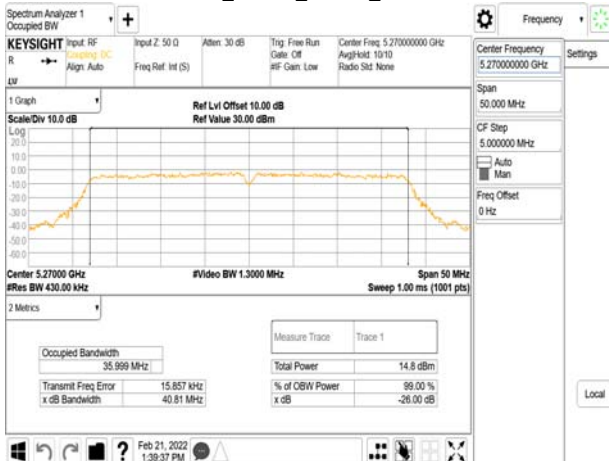 Spectrum Analyzer 1
Occupied BW
Frequency
KEYSIGHT
R
Input: RF
Coupling: DC
Align: Auto
Input Z: 50 Ω
Freq Ref: Int (S)
Atten: 30 dB
Trig: Free Run
Gate: Off
#IF Gain: Low
Center Freq: 5.270000000 GHz
Avg|Hold: 10/10
Radio Std: None
Center Frequency
5.270000000 GHz
Settings
Span
50.000 MHz
CF Step
5.000000 MHz
Auto
Man
Freq Offset
0 Hz
Local
1 Graph
Scale/Div 10.0 dB
Ref Lvl Offset 10.00 dB
Ref Value 30.00 dBm
Log
20.0
10.0
0.00
-10.0
-20.0
-30.0
-40.0
-50.0
-60.0
Center 5.27000 GHz
#Res BW 430.00 kHz
#Video BW 1.3000 MHz
Span 50 MHz
Sweep 1.00 ms (1001 pts)
2 Metrics
Measure Trace
Trace 1
Occupied Bandwidth
35.999 MHz
Total Power
14.8 dBm
Transmit Freq Error
15.857 kHz
% of OBW Power
99.00 %
x dB Bandwidth
40.81 MHz
x dB
-26.00 dB
?
Feb 21, 2022
1:39:37 PM